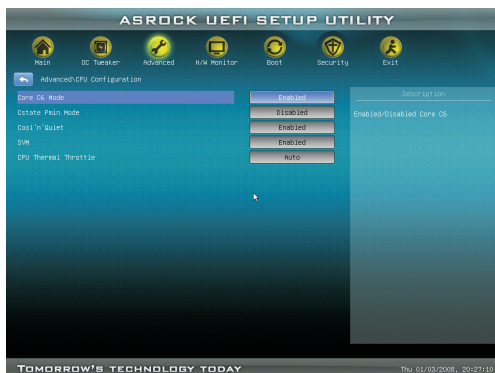 ASROCK UEFI SETUP UTILITY
Main OC Tweaker Advanced H/W Monitor Boot Security Exit
Advanced\CPU Configuration
Description
Core C6 Mode Enabled
Enabled/Disabled Core C6
Cstate Pmin Mode Disabled
Cool'n'Quiet Enabled
SVM Enabled
CPU Thermal Throttle Auto
TOMORROW'S TECHNOLOGY TODAY
Thu 01/03/2008, 20:27:19